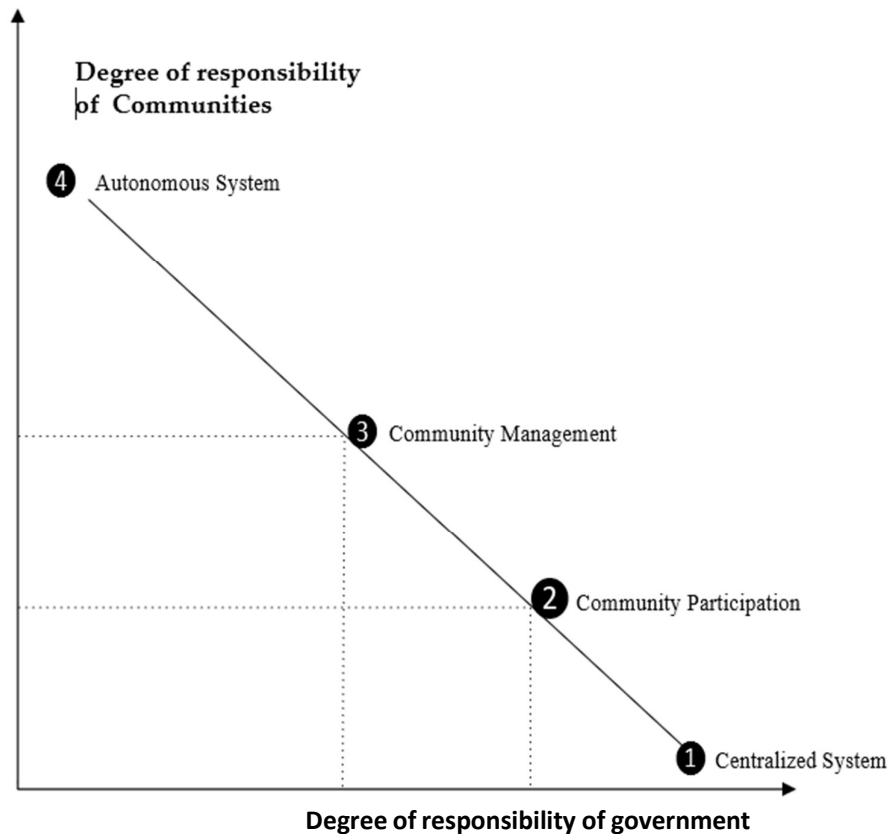 Degree of responsibility
of Communities
4 Autonomous System
3 Community Management
2 Community Participation
1 Centralized System
Degree of responsibility of government